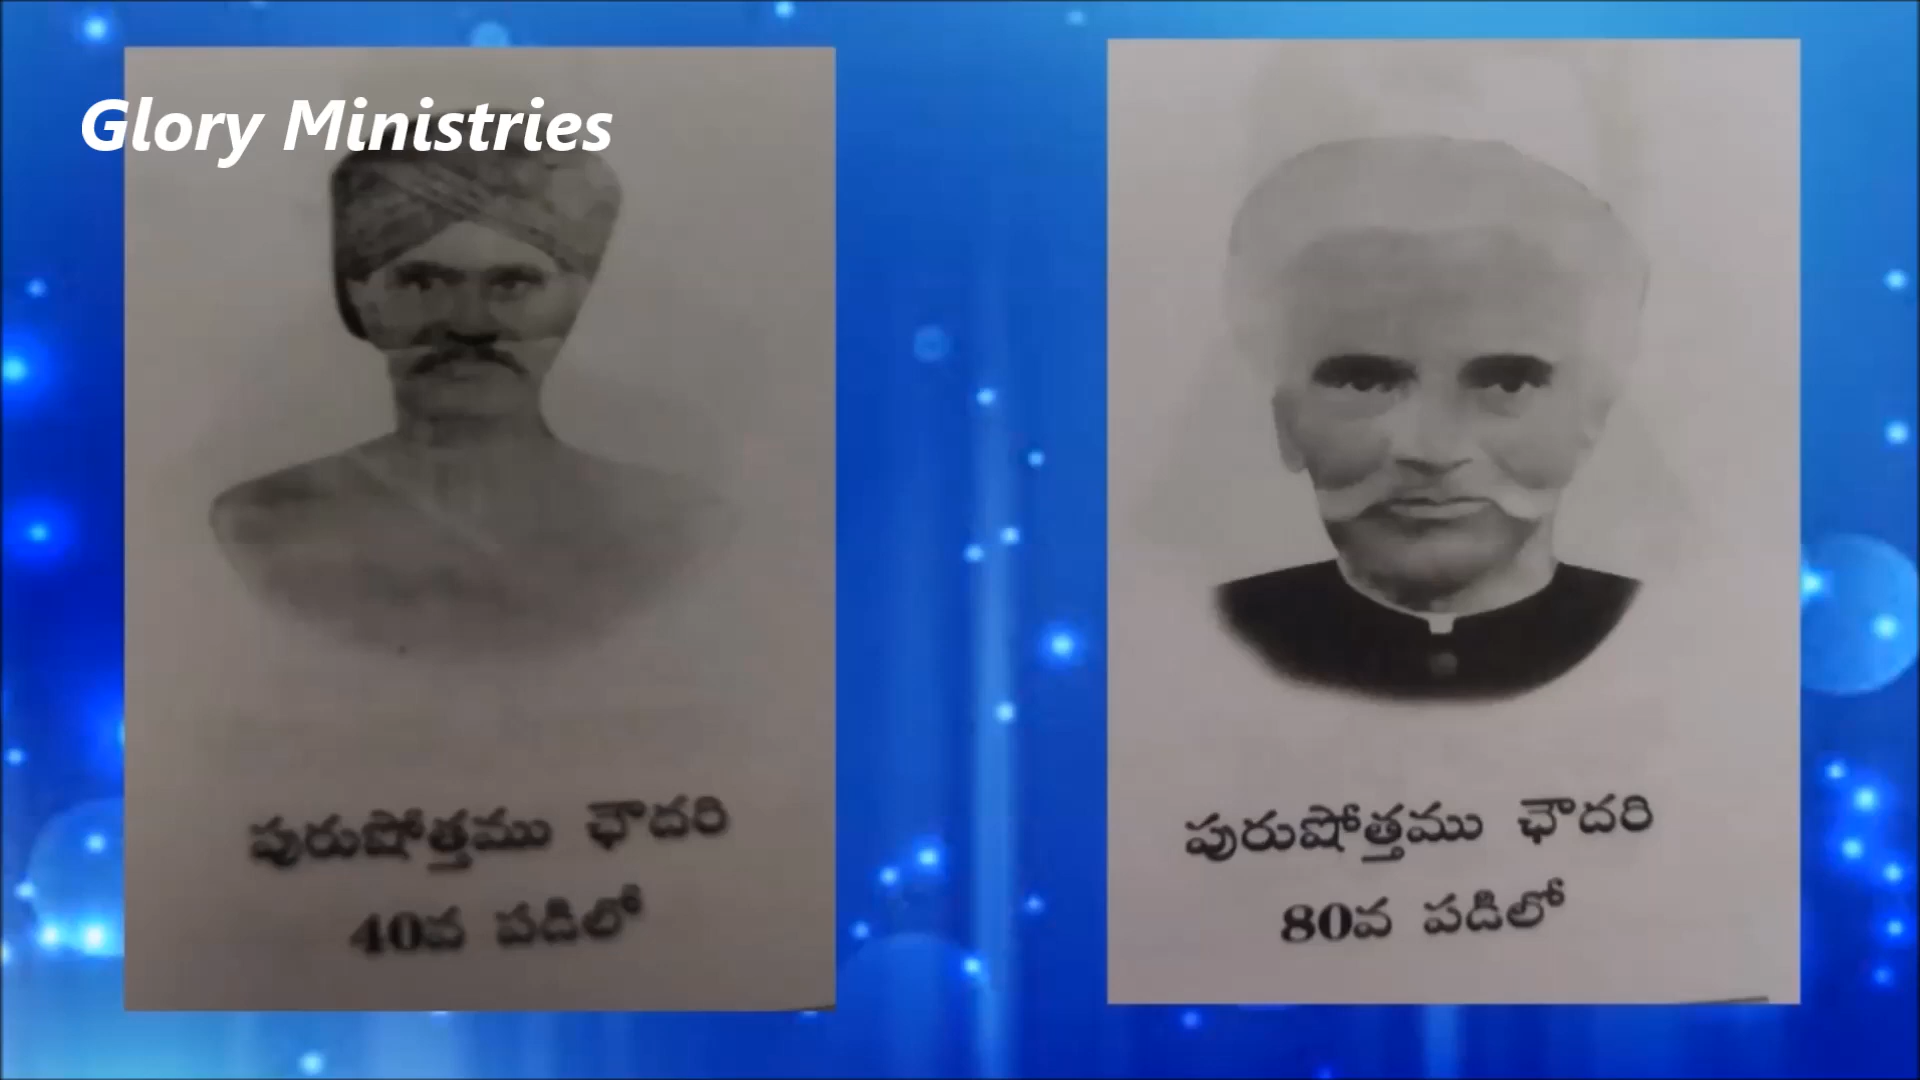 Glory Ministries
పురుషోత్తము ఛౌదరి
40వ పడిలో
పురుషోత్తము ఛౌదరి
80వ పడిలో